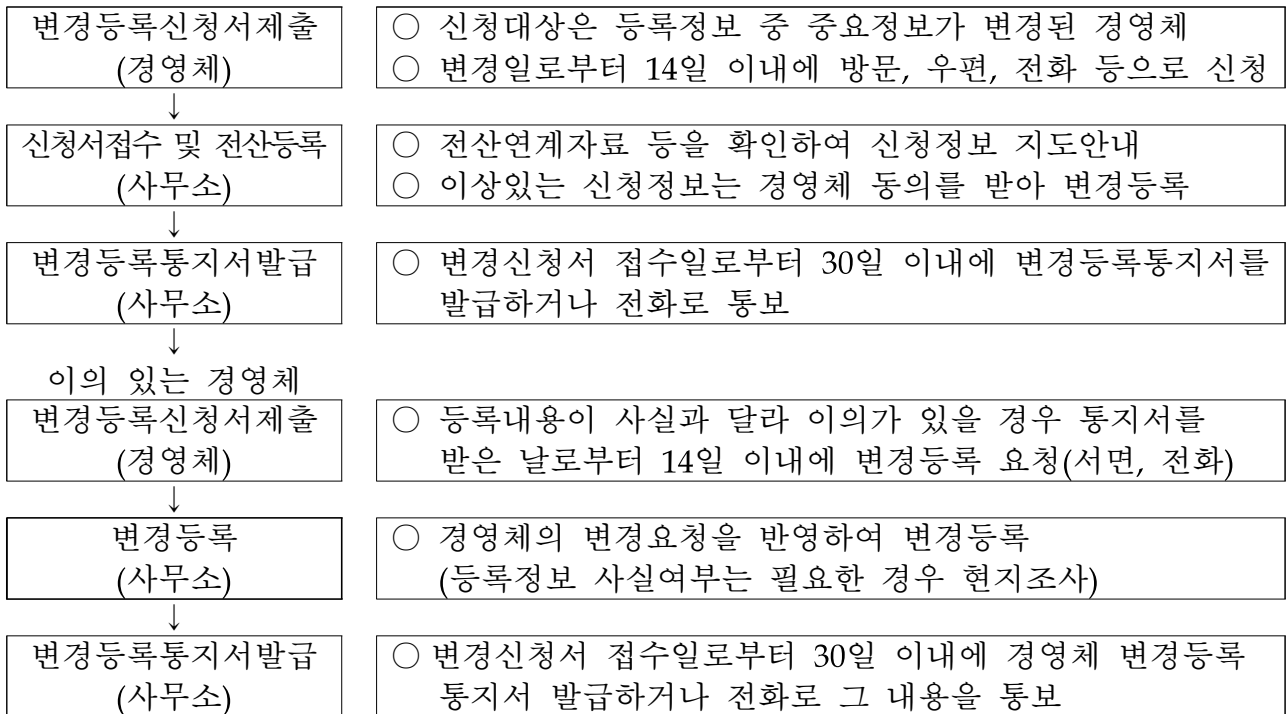 변경등록신청서제출
(경영체)
○ 신청대상은 등록정보 중 중요정보가 변경된 경영체
○ 변경일로부터 14일 이내에 방문, 우편, 전화 등으로 신청
↓
신청서접수 및 전산등록
(사무소)
○ 전산연계자료 등을 확인하여 신청정보 지도안내
○ 이상있는 신청정보는 경영체 동의를 받아 변경등록
↓
변경등록통지서발급
(사무소)
○ 변경신청서 접수일로부터 30일 이내에 변경등록통지서를
발급하거나 전화로 통보
↓
이의 있는 경영체
변경등록신청서제출
(경영체)
○ 등록내용이 사실과 달라 이의가 있을 경우 통지서를
받은 날로부터 14일 이내에 변경등록 요청(서면, 전화)
↓
변경등록
(사무소)
○ 경영체의 변경요청을 반영하여 변경등록
(등록정보 사실여부는 필요한 경우 현지조사)
↓
변경등록통지서발급
(사무소)
○ 변경신청서 접수일로부터 30일 이내에 경영체 변경등록
통지서 발급하거나 전화로 그 내용을 통보